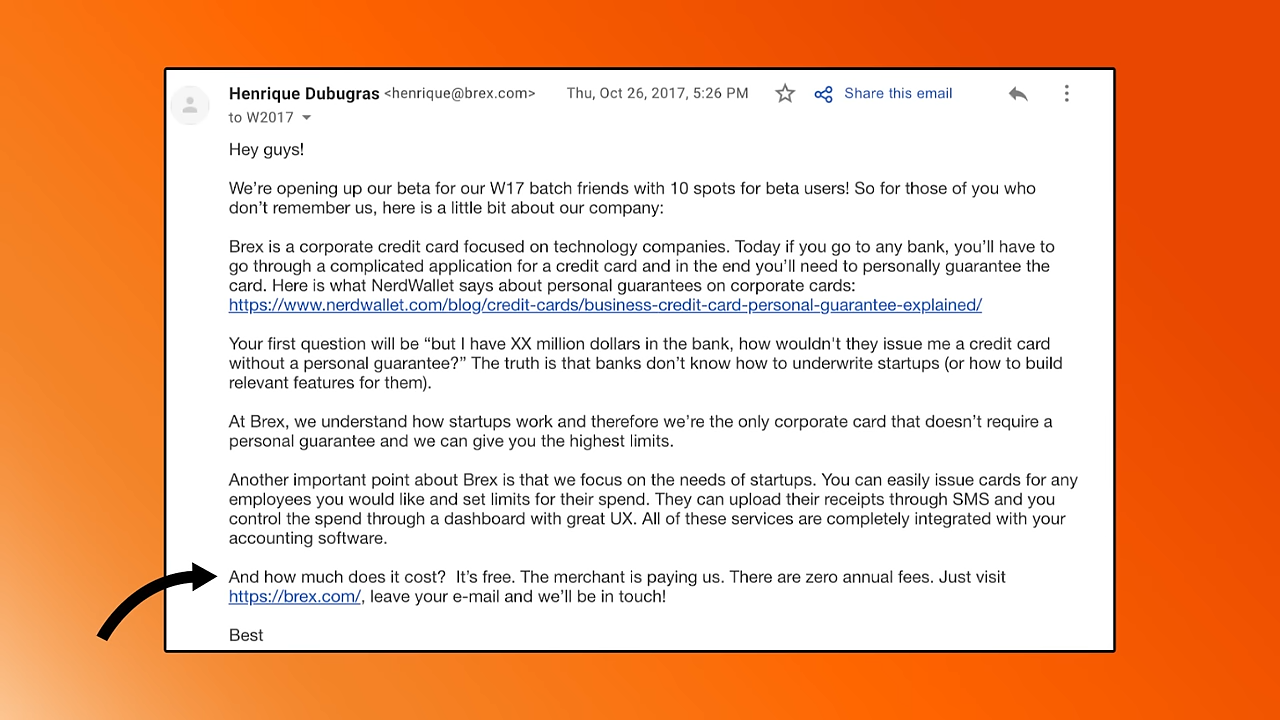 Henrique Dubugras <henrique@brex.com> Thu, Oct 26, 2017, 5:26 PM Share this email
to W2017
Hey guys!
We’re opening up our beta for our W17 batch friends with 10 spots for beta users! So for those of you who
don’t remember us, here is a little bit about our company:
Brex is a corporate credit card focused on technology companies. Today if you go to any bank, you’ll have to
go through a complicated application for a credit card and in the end you’ll need to personally guarantee the
card. Here is what NerdWallet says about personal guarantees on corporate cards:
https://www.nerdwallet.com/blog/credit-cards/business-credit-card-personal-guarantee-explained/
Your first question will be “but I have XX million dollars in the bank, how wouldn't they issue me a credit card
without a personal guarantee?” The truth is that banks don’t know how to underwrite startups (or how to build
relevant features for them).
At Brex, we understand how startups work and therefore we’re the only corporate card that doesn’t require a
personal guarantee and we can give you the highest limits.
Another important point about Brex is that we focus on the needs of startups. You can easily issue cards for any
employees you would like and set limits for their spend. They can upload their receipts through SMS and you
control the spend through a dashboard with great UX. All of these services are completely integrated with your
accounting software.
And how much does it cost?  It’s free. The merchant is paying us. There are zero annual fees. Just visit
https://brex.com/, leave your e-mail and we’ll be in touch!
Best